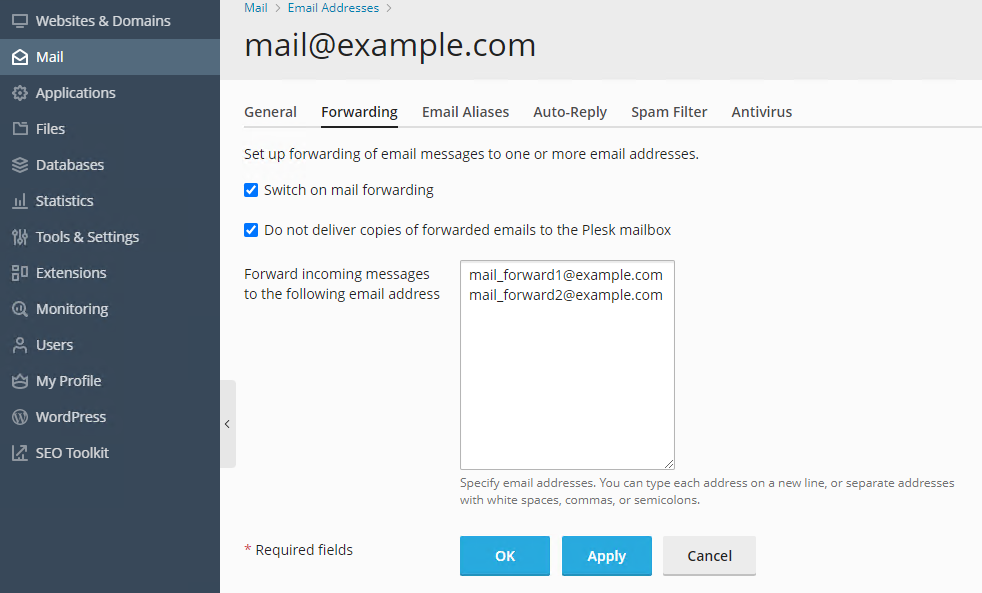 Websites & Domains
Mail
Applications
Files
Databases
Statistics
Tools & Settings
Extensions
Monitoring
Users
My Profile
WordPress
SEO Toolkit
Mail > Email Addresses >
mail@example.com
General Forwarding Email Aliases Auto-Reply Spam Filter Antivirus
Set up forwarding of email messages to one or more email addresses.
Switch on mail forwarding
Do not deliver copies of forwarded emails to the Plesk mailbox
Forward incoming messages
to the following email address
mail_forward1@example.com
mail_forward2@example.com
Specify email addresses. You can type each address on a new line, or separate addresses
with white spaces, commas, or semicolons.
* Required fields
OK Apply Cancel